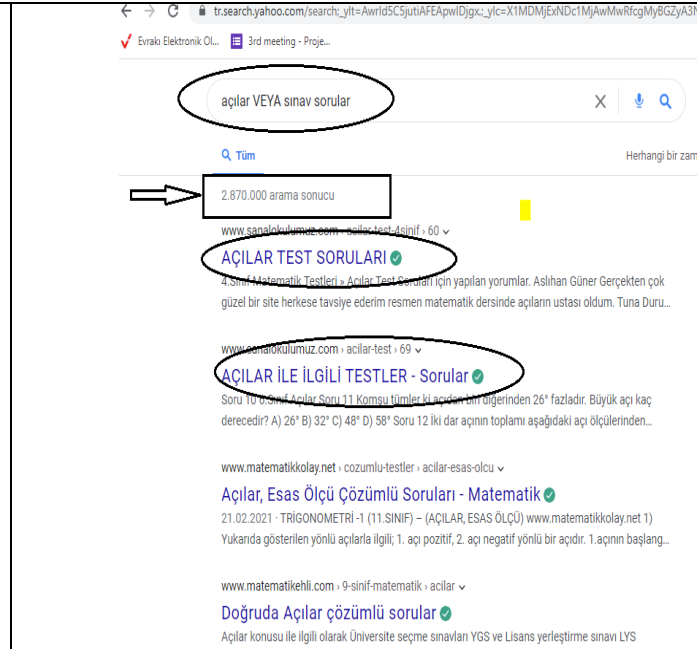 tr.search.yahoo.com/search;_ylt=AwrId5C5jutiAFEApwIDjgx.;_ylc=X1MDMjExNDc1MjAwMwRfcgMyBGZyA3N
Evrakı Elektronik Ol... 3rd meeting - Proje...
açılar VEYA sınav sorular
Tüm Herhangi bir zam
2.870.000 arama sonucu
www.sanalokulumuz.com › acilar-test-4sinif › 60
AÇILAR TEST SORULARI
4.Sınıf Matematik Testleri » Açılar Test Soruları için yapılan yorumlar. Aslıhan Güner Gerçekten çok
güzel bir site herkese tavsiye ederim resmen matematik dersinde açıların ustası oldum. Tuna Duru...
www.sanalokulumuz.com › acilar-test › 69
AÇILAR İLE İLGİLİ TESTLER - Sorular
Soru 10 6.Sınıf Açılar Soru 11 Komşu tümler iki açıdan biri diğerinden 26° fazladır. Büyük açı kaç
derecedir? A) 26° B) 32° C) 48° D) 58° Soru 12 İki dar açının toplamı aşağıdaki açı ölçülerinden...
www.matematikkolay.net › cozumlu-testler › acilar-esas-olcu
Açılar, Esas Ölçü Çözümlü Soruları - Matematik
21.02.2021 · TRİGONOMETRİ -1 (11.SINIF) – (AÇILAR, ESAS ÖLÇÜ) www.matematikkolay.net 1)
Yukarıda gösterilen yönlü açılarla ilgili; 1. açı pozitif, 2. açı negatif yönlü bir açıdır. 1.açının başlang...
www.matematikehli.com › 9-sinif-matematik › acilar
Doğruda Açılar çözümlü sorular
Açılar konusu ile ilgili olarak Üniversite seçme sınavları YGS ve Lisans yerleştirme sınavı LYS